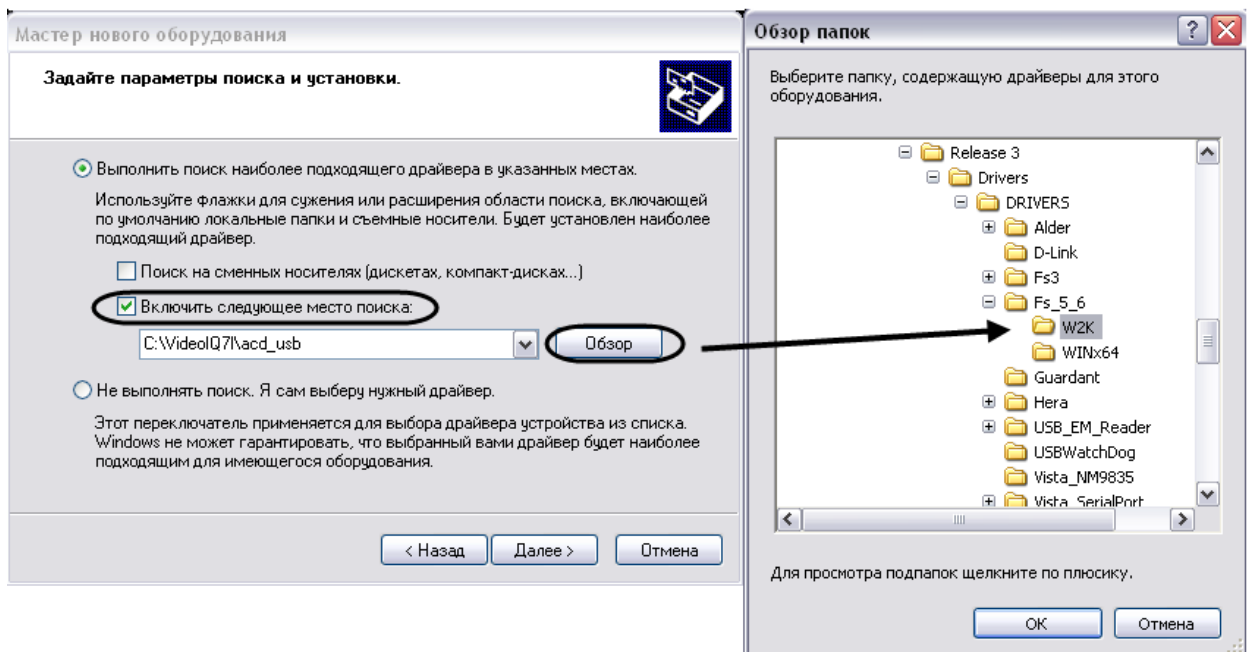 Мастер нового оборудования
Задайте параметры поиска и установки.
Выполнить поиск наиболее подходящего драйвера в указанных местах.
Используйте флажки для сужения или расширения области поиска, включающей
по умолчанию локальные папки и съемные носители. Будет установлен наиболее
подходящий драйвер.
Поиск на сменных носителях (дискетах, компакт-дисках...)
Включить следующее место поиска:
C:\VideoIQ7l\acd_usb
Обзор
Не выполнять поиск. Я сам выберу нужный драйвер.
Этот переключатель применяется для выбора драйвера устройства из списка.
Windows не может гарантировать, что выбранный вами драйвер будет наиболее
подходящим для имеющегося оборудования.
< Назад
Далее >
Отмена
Обзор папок
Выберите папку, содержащую драйверы для этого
оборудования.
Release 3
Drivers
DRIVERS
Alder
D-Link
Fs3
Fs_5_6
W2K
WINx64
Guardant
Hera
USB_EM_Reader
USBWatchDog
Vista_NM9835
Vista_SerialPort
Для просмотра подпапок щелкните по плюсику.
ОК
Отмена